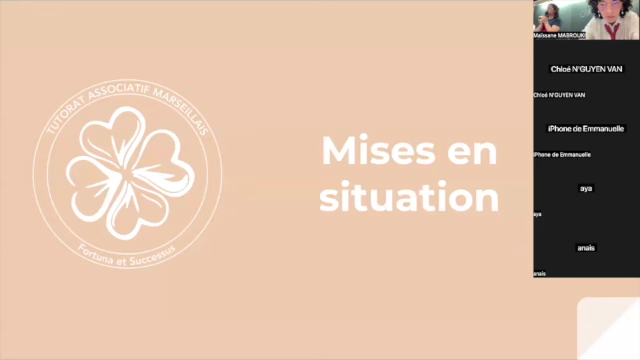 TUTORAT ASSOCIATIF MARSEILLAIS
Fortuna et Successus
Mises en
situation
Maïssane MABROUKI
Chloé N'GUYEN VAN
Chloé N'GUYEN VAN
iPhone de Emmanuelle
iPhone de Emmanuelle
aya
aya
anais
anais